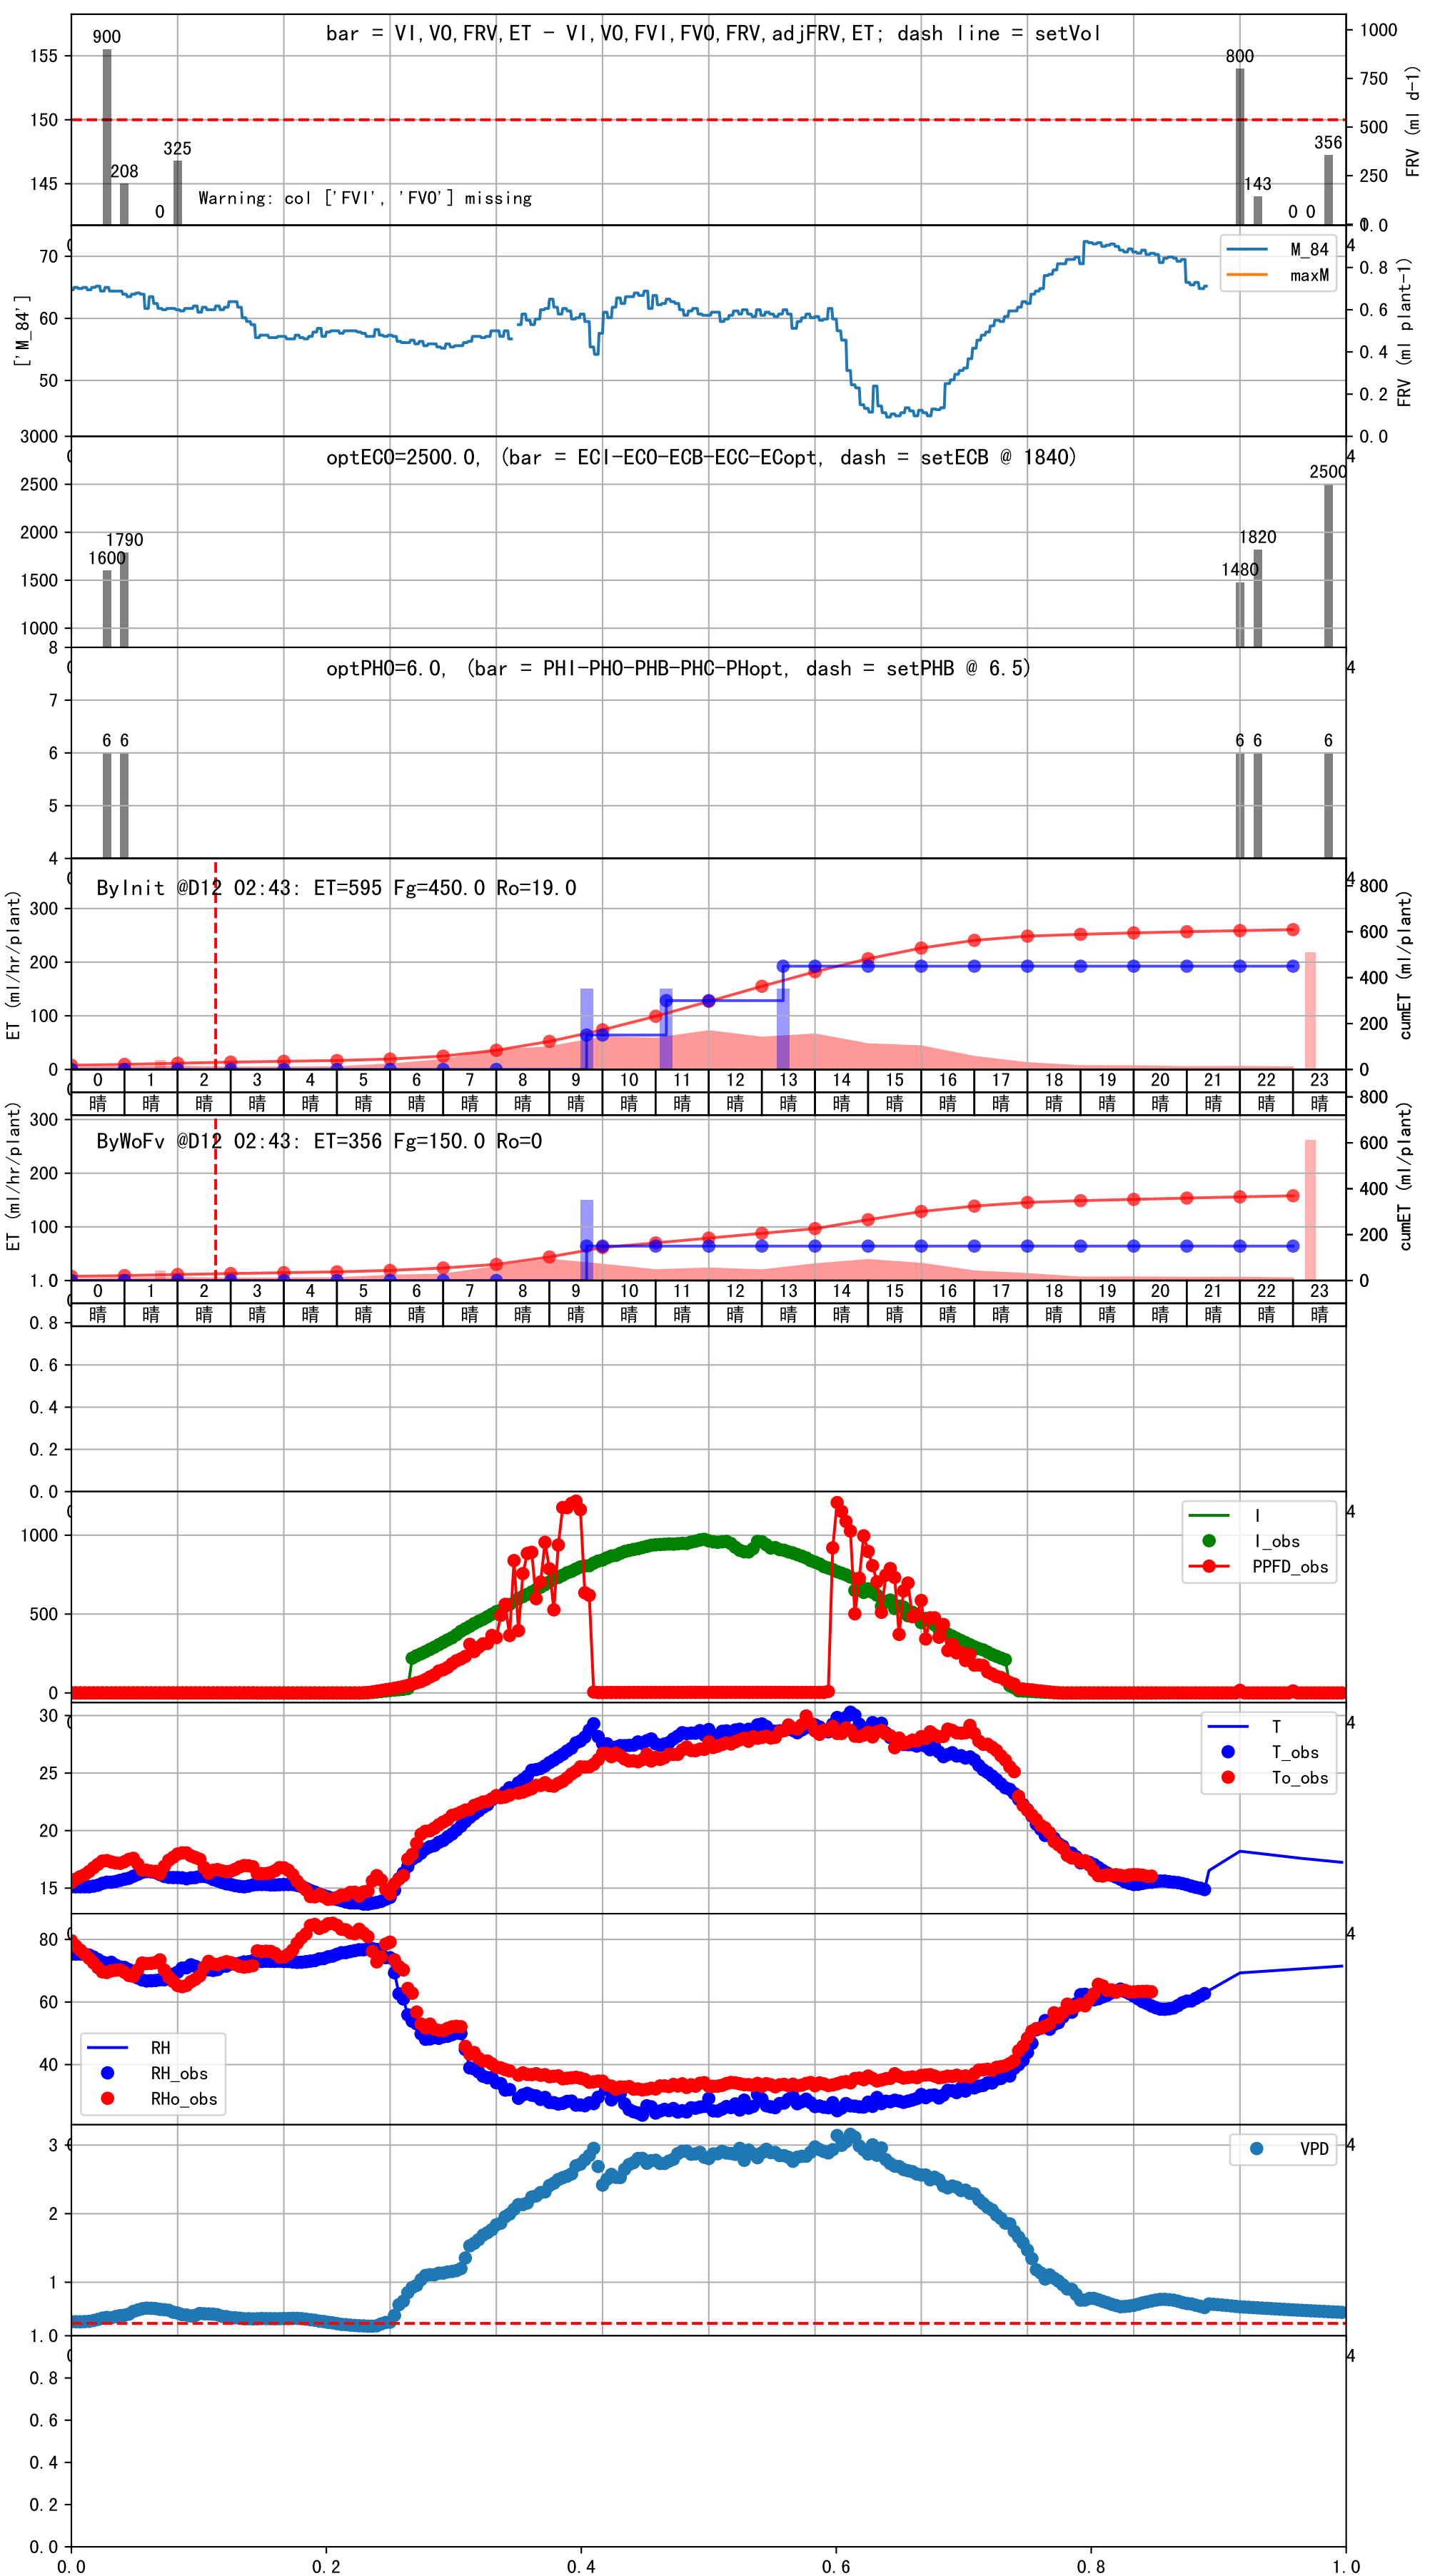 bar = VI,VO,FRV,ET - VI,VO,FVI,FVO,FRV,adjFRV,ET; dash line = setVol
900
208
0
325
800
143
0 0
356
Warning: col ['FVI', 'FVO'] missing
155
150
145
1000
750
500
250
0
FRV (ml d-1)
M_84
maxM
70
60
50
['M_84']
1.0
0.8
0.6
0.4
0.2
0.0
FRV (ml plant-1)
optECO=2500.0, (bar = ECI-ECO-ECB-ECC-ECopt, dash = setECB @ 1840)
3000
2500
2000
1500
1000
1600
1790
1480
1820
2500
optPHO=6.0, (bar = PHI-PHO-PHB-PHC-PHopt, dash = setPHB @ 6.5)
8
7
6
5
4
6 6
6 6
6
ByInit @D12 02:43: ET=595 Fg=450.0 Ro=19.0
300
200
100
0
ET (ml/hr/plant)
800
600
400
200
0
cumET (ml/plant)
0 1 2 3 4 5 6 7 8 9 10 11 12 13 14 15 16 17 18 19 20 21 22 23
晴 晴 晴 晴 晴 晴 晴 晴 晴 晴 晴 晴 晴 晴 晴 晴 晴 晴 晴 晴 晴 晴 晴 晴
ByWoFv @D12 02:43: ET=356 Fg=150.0 Ro=0
300
200
100
ET (ml/hr/plant)
800
600
400
200
0
cumET (ml/plant)
0 1 2 3 4 5 6 7 8 9 10 11 12 13 14 15 16 17 18 19 20 21 22 23
晴 晴 晴 晴 晴 晴 晴 晴 晴 晴 晴 晴 晴 晴 晴 晴 晴 晴 晴 晴 晴 晴 晴 晴
1.0
0.8
0.6
0.4
0.2
0.0
I
I_obs
PPFD_obs
1000
500
0
T
T_obs
To_obs
30
25
20
15
RH
RH_obs
RHo_obs
80
60
40
VPD
3
2
1
1.0
0.8
0.6
0.4
0.2
0.0
0.0 0.2 0.4 0.6 0.8 1.0